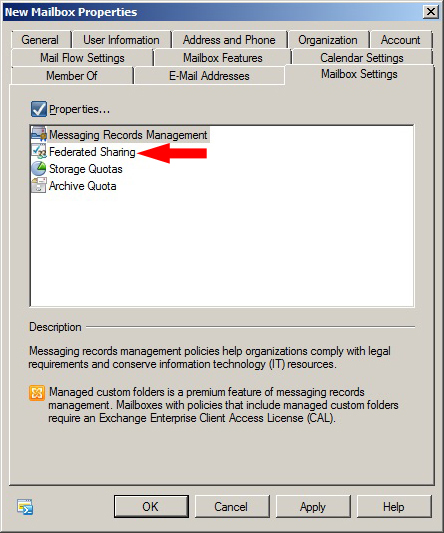 New Mailbox Properties
General
User Information
Address and Phone
Organization
Account
Mail Flow Settings
Mailbox Features
Calendar Settings
Member Of
E-Mail Addresses
Mailbox Settings
Properties...
Messaging Records Management
Federated Sharing
Storage Quotas
Archive Quota
Description
Messaging records management policies help organizations comply with legal
requirements and conserve information technology (IT) resources.
Managed custom folders is a premium feature of messaging records
management. Mailboxes with policies that include managed custom folders
require an Exchange Enterprise Client Access License (CAL).
OK
Cancel
Apply
Help